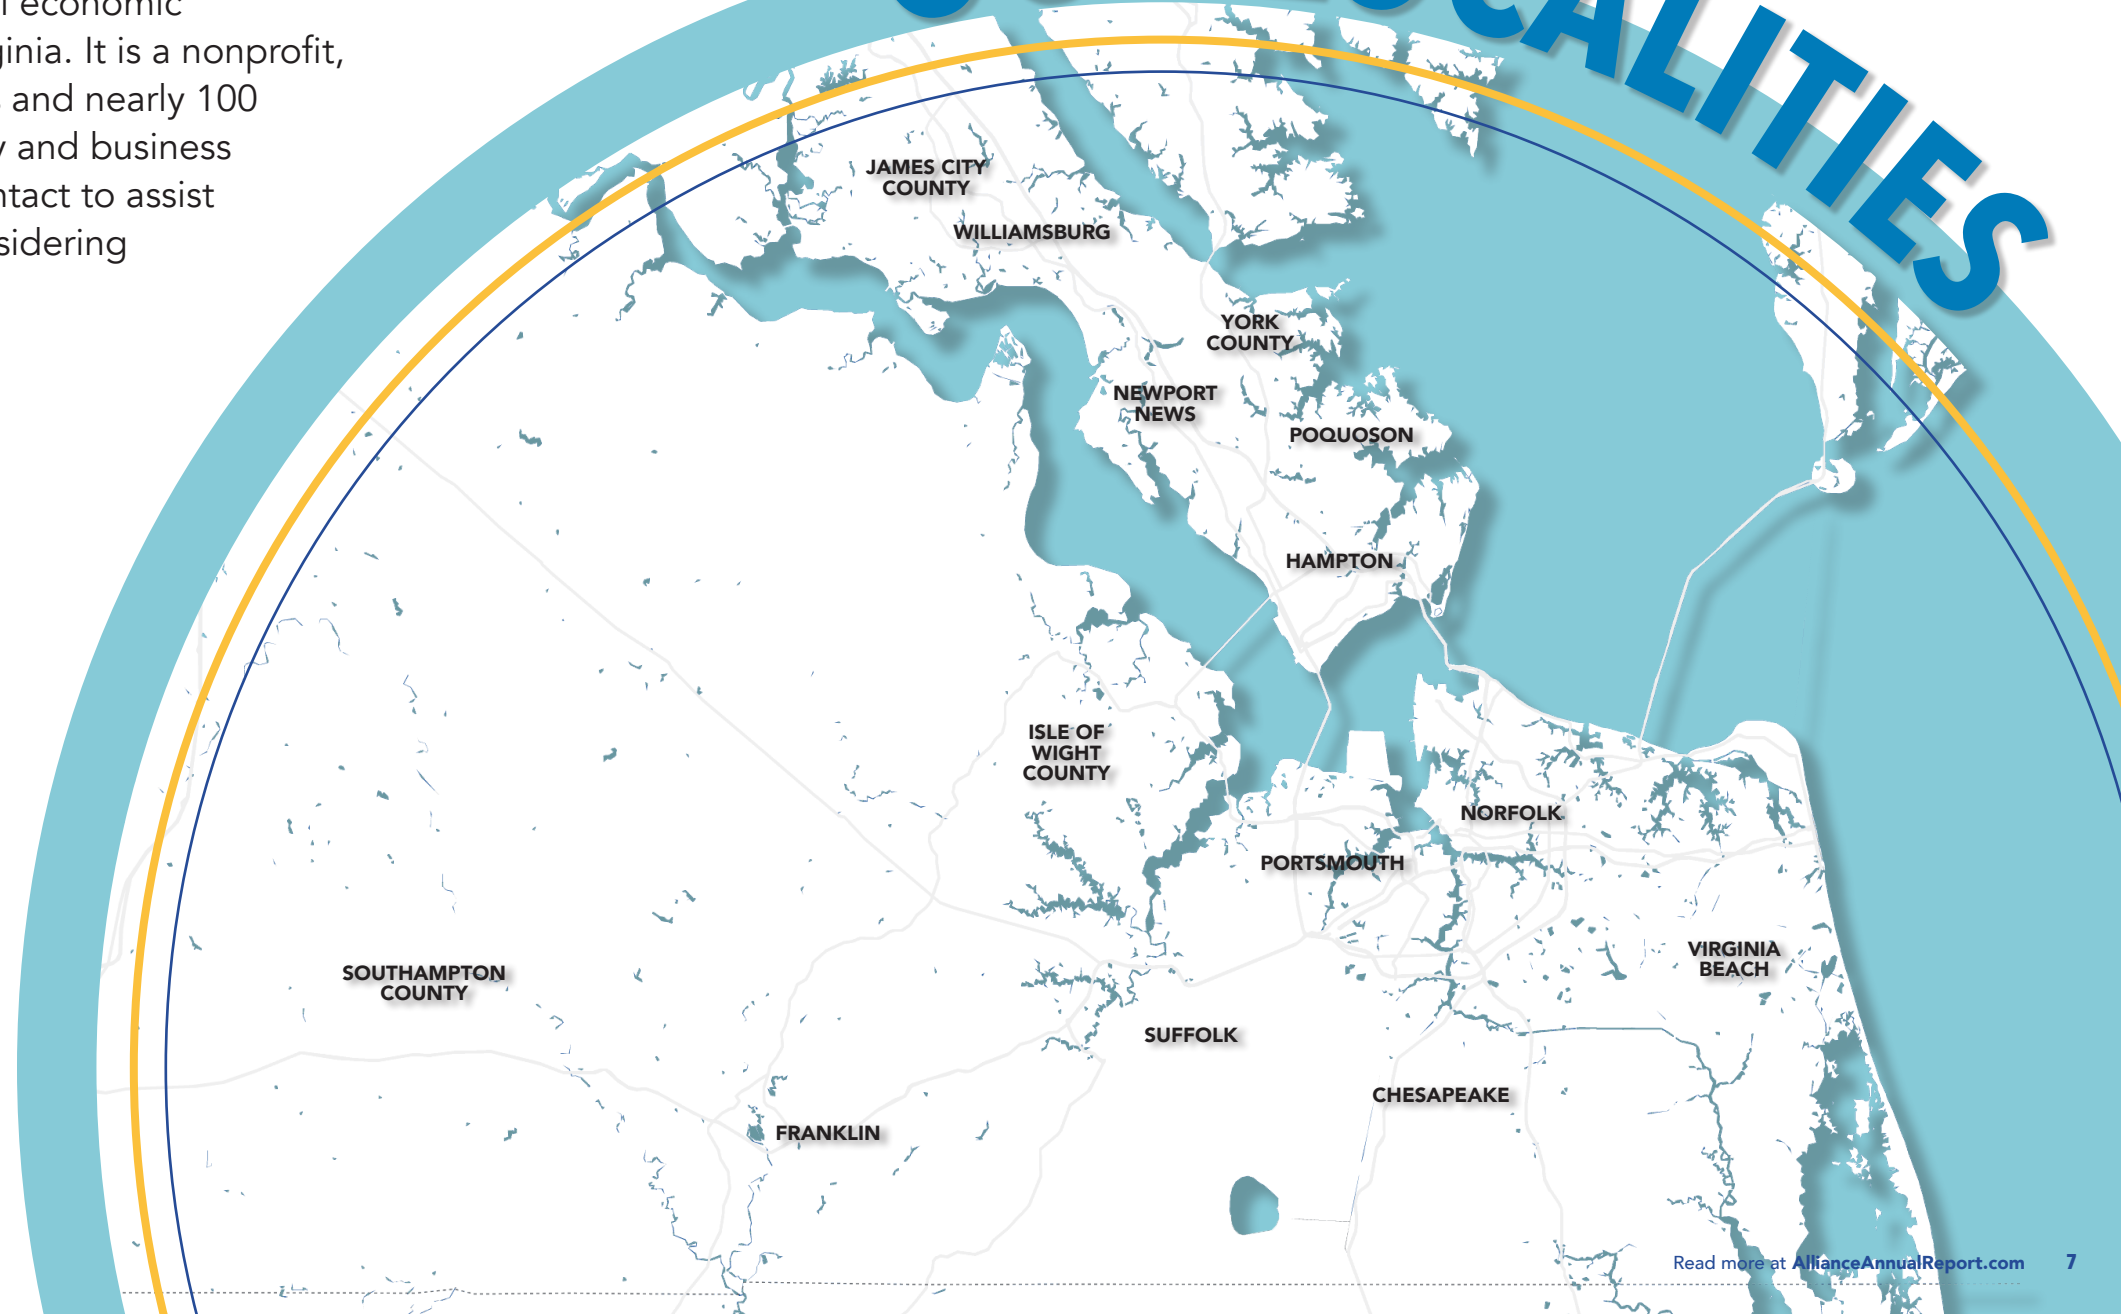 economic
ginia. It is a nonprofit,
and nearly 100
and business
ntact to assist
sidering
CALITIES
JAMES CITY
COUNTY
WILLIAMSBURG
YORK
COUNTY
NEWPORT
NEWS
POQUOSON
HAMPTON
ISLE OF
WIGHT
COUNTY
NORFOLK
PORTSMOUTH
VIRGINIA
BEACH
SOUTHAMPTON
COUNTY
SUFFOLK
CHESAPEAKE
FRANKLIN
Read more at AllianceAnnualReport.com 7